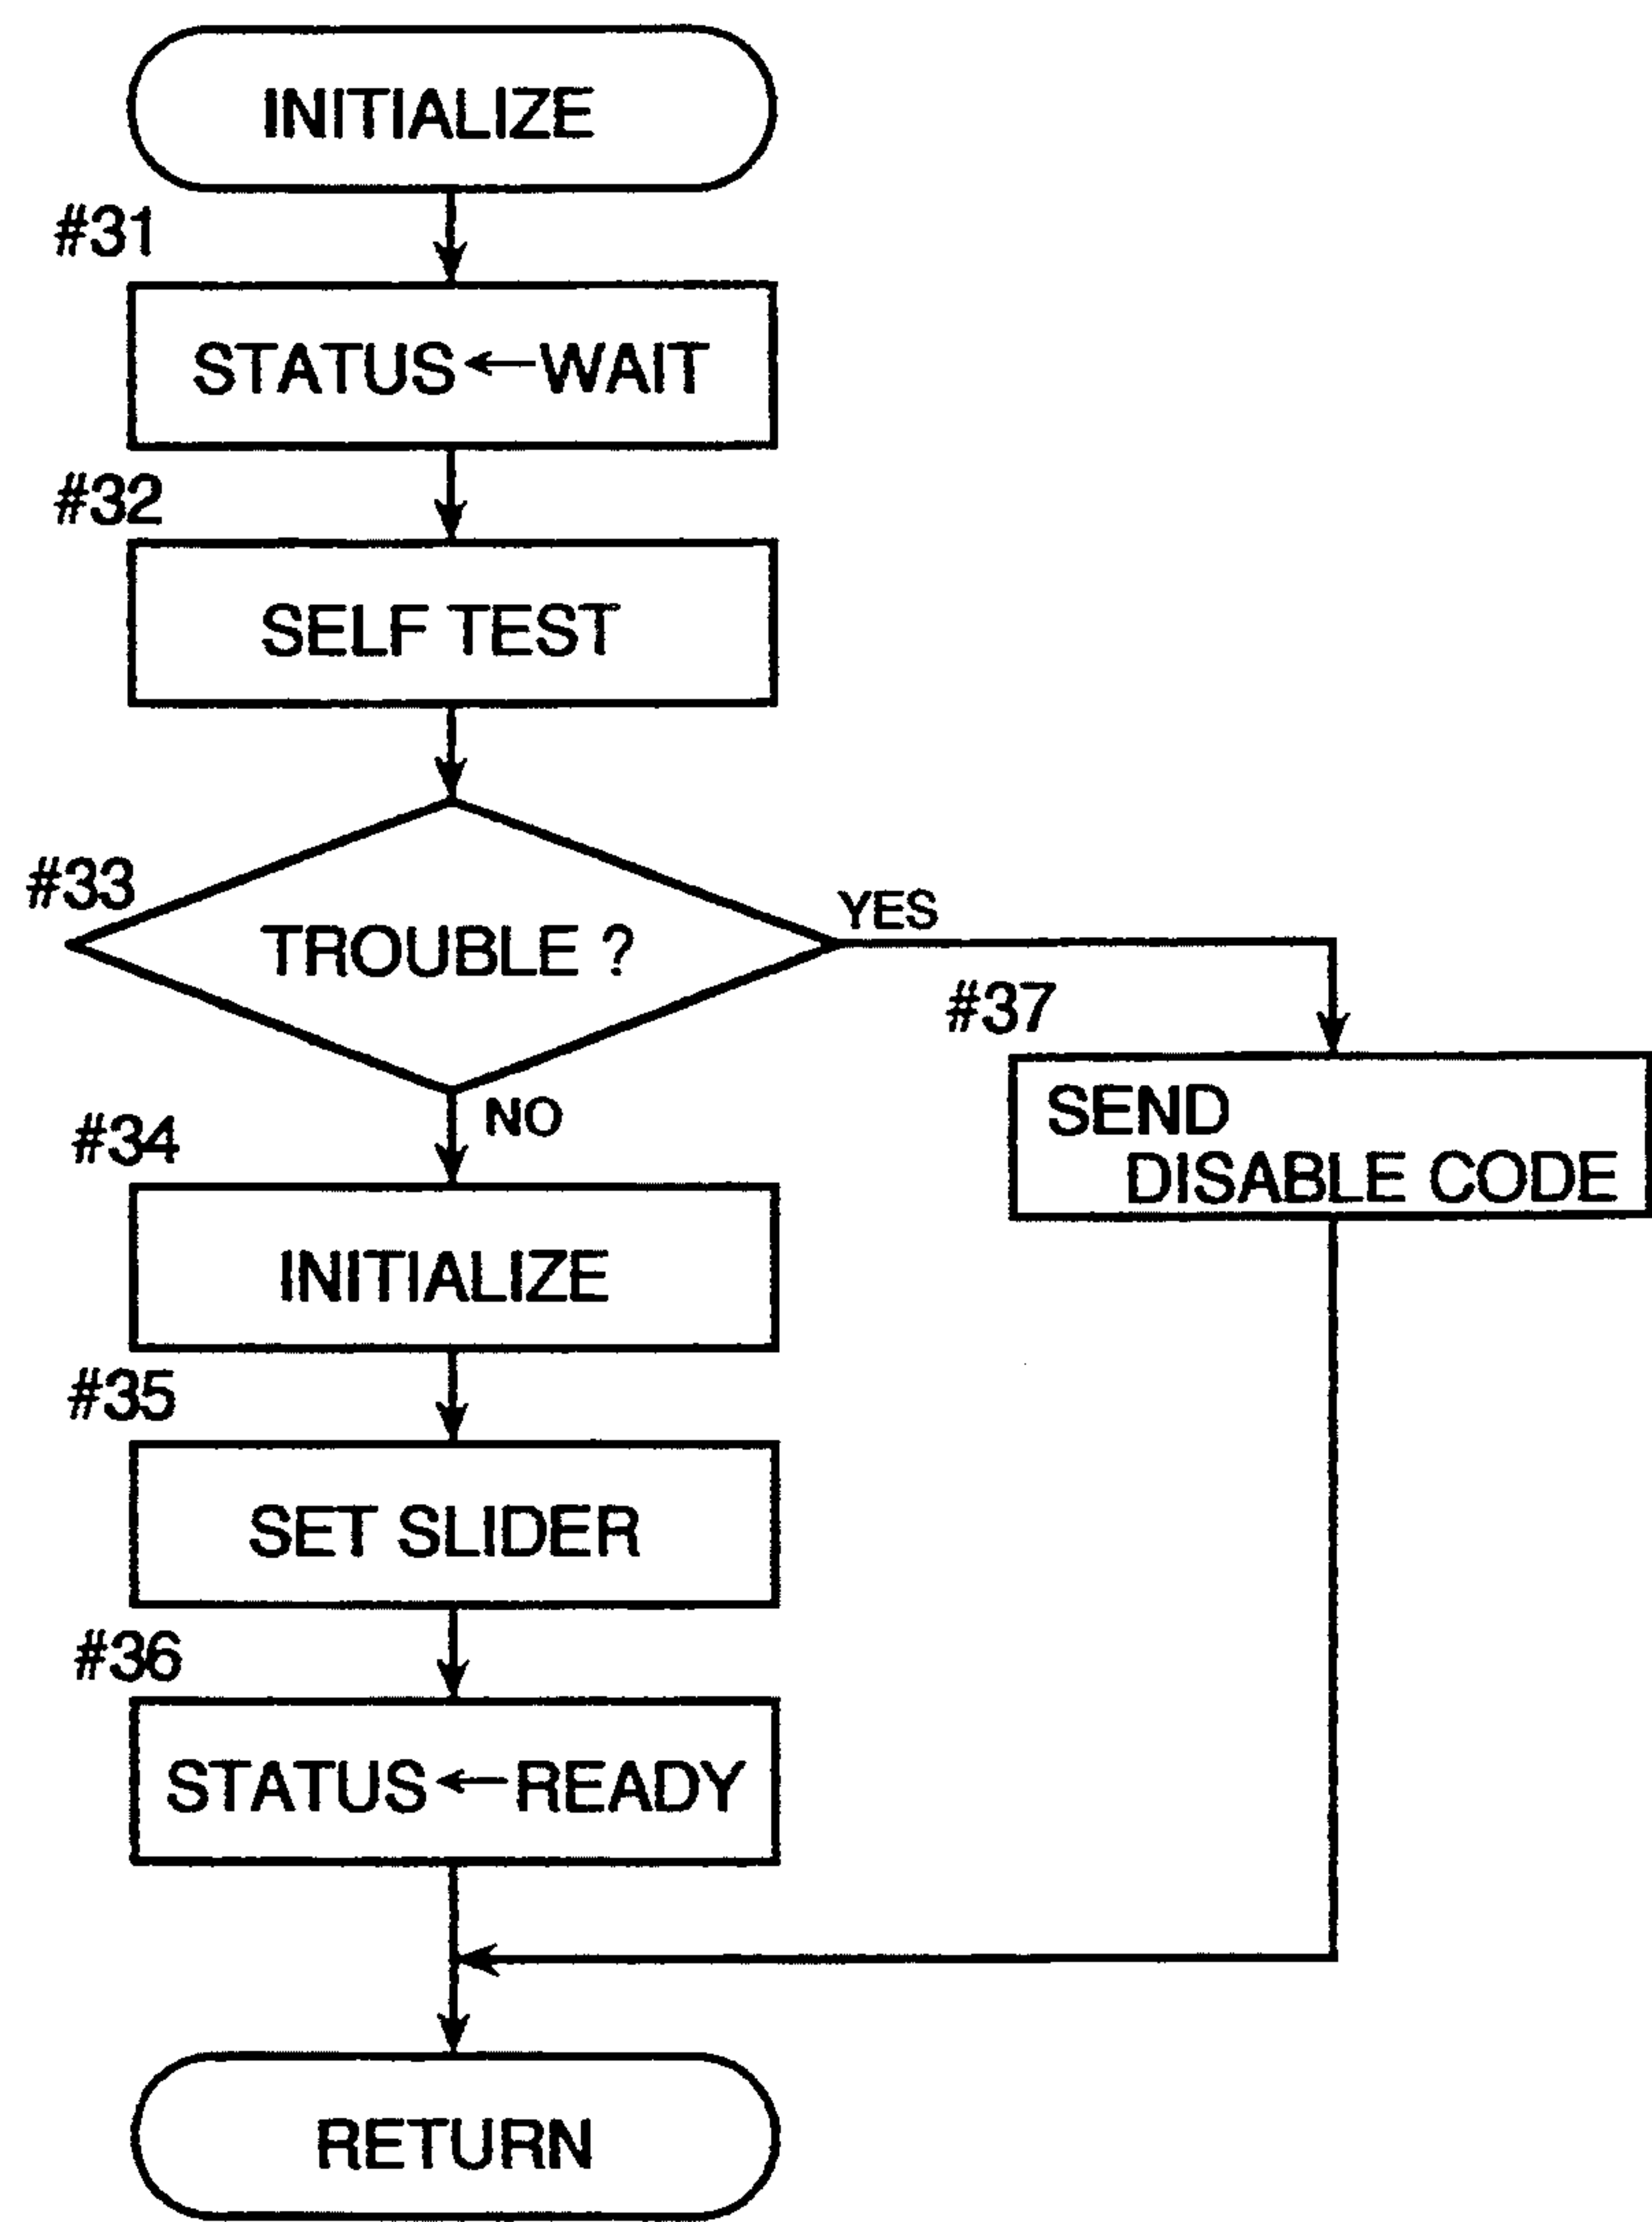 INITIALIZE
#31
STATUS←WAIT
#32
SELF TEST
#33
TROUBLE ?
YES
#37
SEND
DISABLE CODE
NO
#34
INITIALIZE
#35
SET SLIDER
#36
STATUS←READY
RETURN